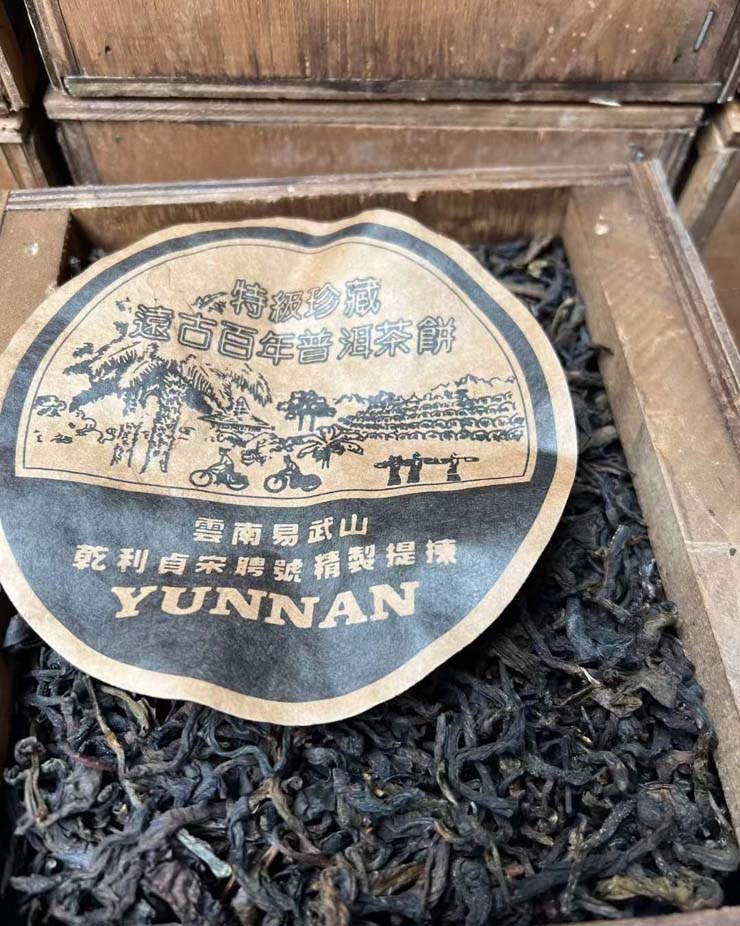 特級珍藏
遠古百年普洱茶餅
雲南易武山
乾利貞宋聘號精製提揀
YUNNAN